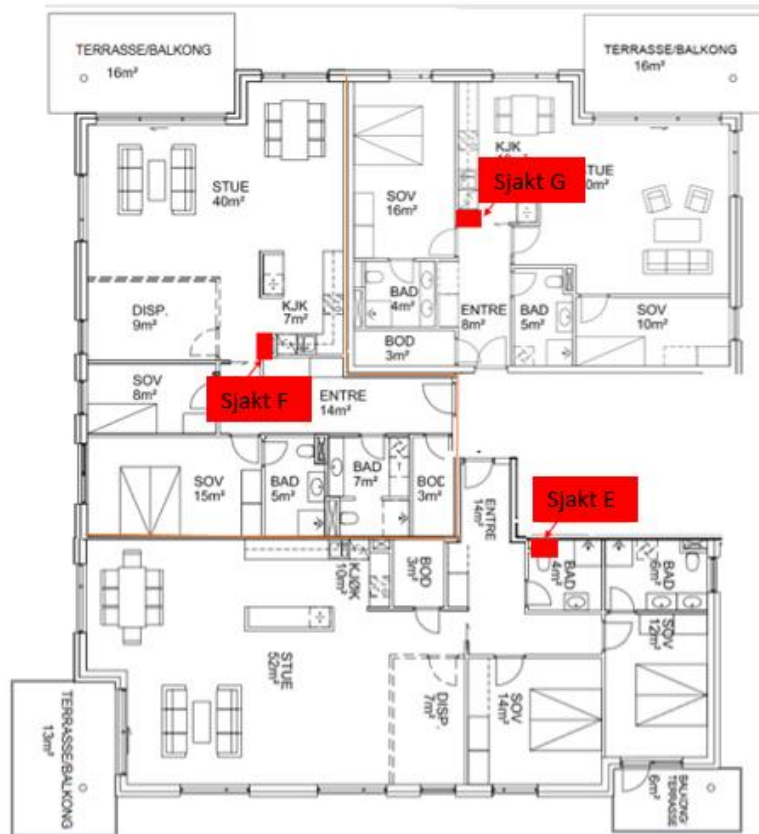 TERRASSE/BALKONG
16m²
TERRASSE/BALKONG
16m²
STUE
40m²
SOV
16m²
KJK
Sjakt G
DISP.
9m²
KJK
7m²
BAD
4m²
ENTRE
8m²
BAD
5m²
SOV
10m²
BOD
3m²
SOV
8m²
Sjakt F
ENTRE
14m²
SOV
15m²
BAD
5m²
BAD
7m²
BOD
3m²
ENTRE
14m²
Sjakt E
KJØK
10m²
BOD
3m²
BAD
4m²
BAD
6m²
STUE
52m²
DISP.
7m²
SOV
14m²
SOV
12m²
TERRASSE/BALKONG
13m²
BALKONG/
TERRASSE
6m²